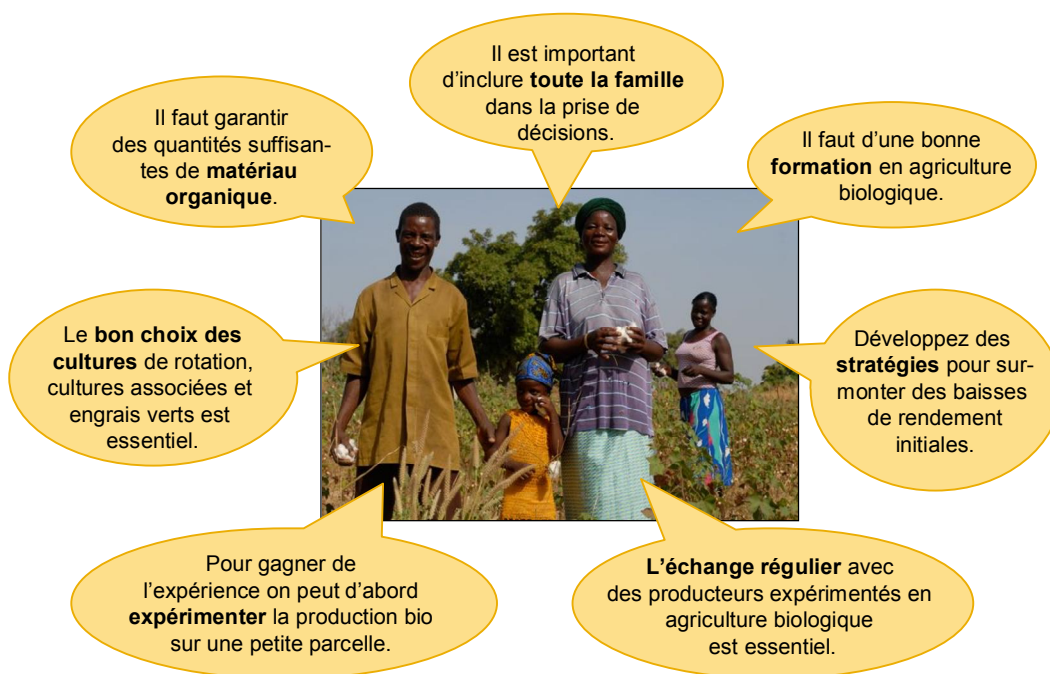 Il est important
d'inclure toute la famille
dans la prise de
décisions.
Il faut garantir
des quantités suffisan-
tes de matériau
organique.
Il faut d'une bonne
formation en agriculture
biologique.
Le bon choix des
cultures de rotation,
cultures associées et
engrais verts est
essentiel.
Développez des
stratégies pour sur-
monter des baisses
de rendement
initiales.
Pour gagner de
l'expérience on peut d'abord
expérimenter la production bio
sur une petite parcelle.
L'échange régulier avec
des producteurs expérimentés en
agriculture biologique
est essentiel.